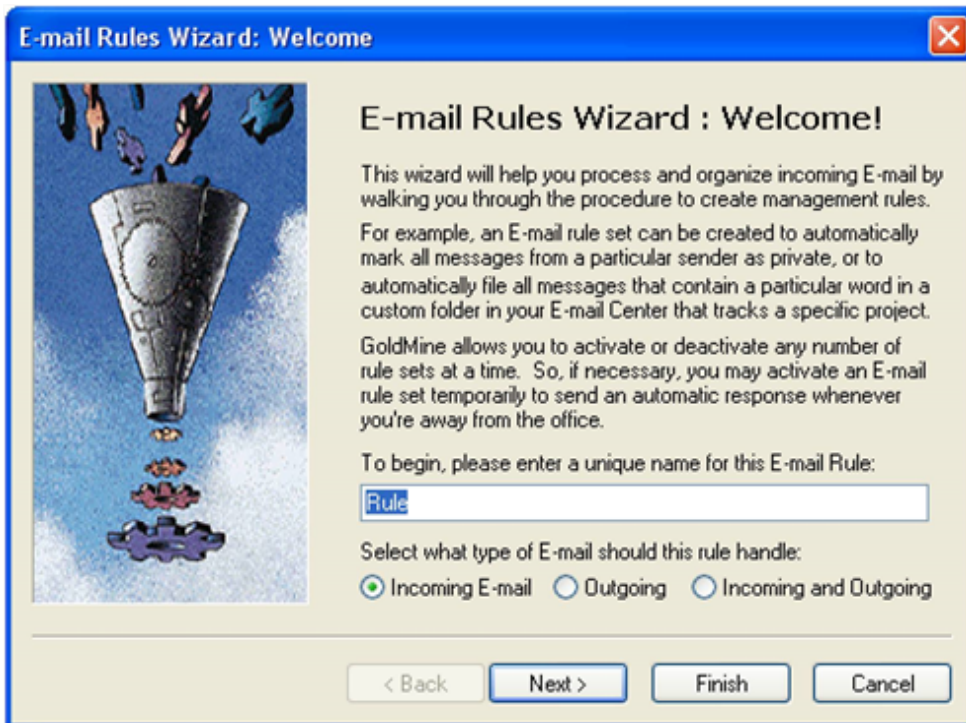 E-mail Rules Wizard: Welcome
E-mail Rules Wizard : Welcome!
This wizard will help you process and organize incoming E-mail by
walking you through the procedure to create management rules.
For example, an E-mail rule set can be created to automatically
mark all messages from a particular sender as private, or to
automatically file all messages that contain a particular word in a
custom folder in your E-mail Center that tracks a specific project.
GoldMine allows you to activate or deactivate any number of
rule sets at a time.  So, if necessary, you may activate an E-mail
rule set temporarily to send an automatic response whenever
you're away from the office.
To begin, please enter a unique name for this E-mail Rule:
Rule
Select what type of E-mail should this rule handle:
Incoming E-mail Outgoing Incoming and Outgoing
< Back Next > Finish Cancel